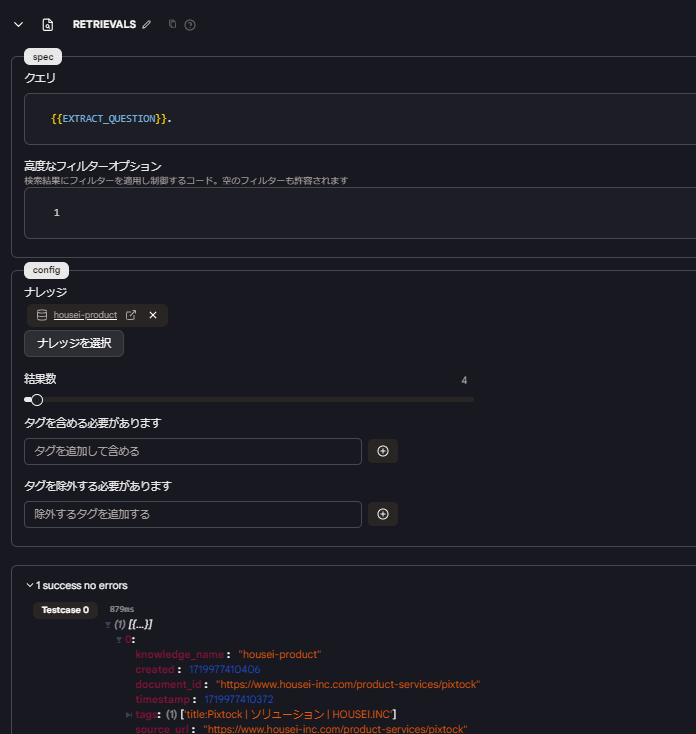 RETRIEVALS
spec
クエリ
{{EXTRACT_QUESTION}}.
高度なフィルターオプション
検索結果にフィルターを適用し制御するコード。空のフィルターも許容されます
1
config
ナレッジ
housei-product
ナレッジを選択
結果数 4
タグを含める必要があります
タグを追加して含める
タグを除外する必要があります
除外するタグを追加する
1 success no errors
Testcase 0 879ms
(1) [{...}]
0:
knowledge_name: "housei-product"
created: 1719977410406
document_id: "https://www.housei-inc.com/product-services/pixtock"
timestamp: 1719977410372
tags: (1) ['title:Pixtock | ソリューション | HOUSEI.INC']
source_url: "https://www.housei-inc.com/product-services/pixtock"